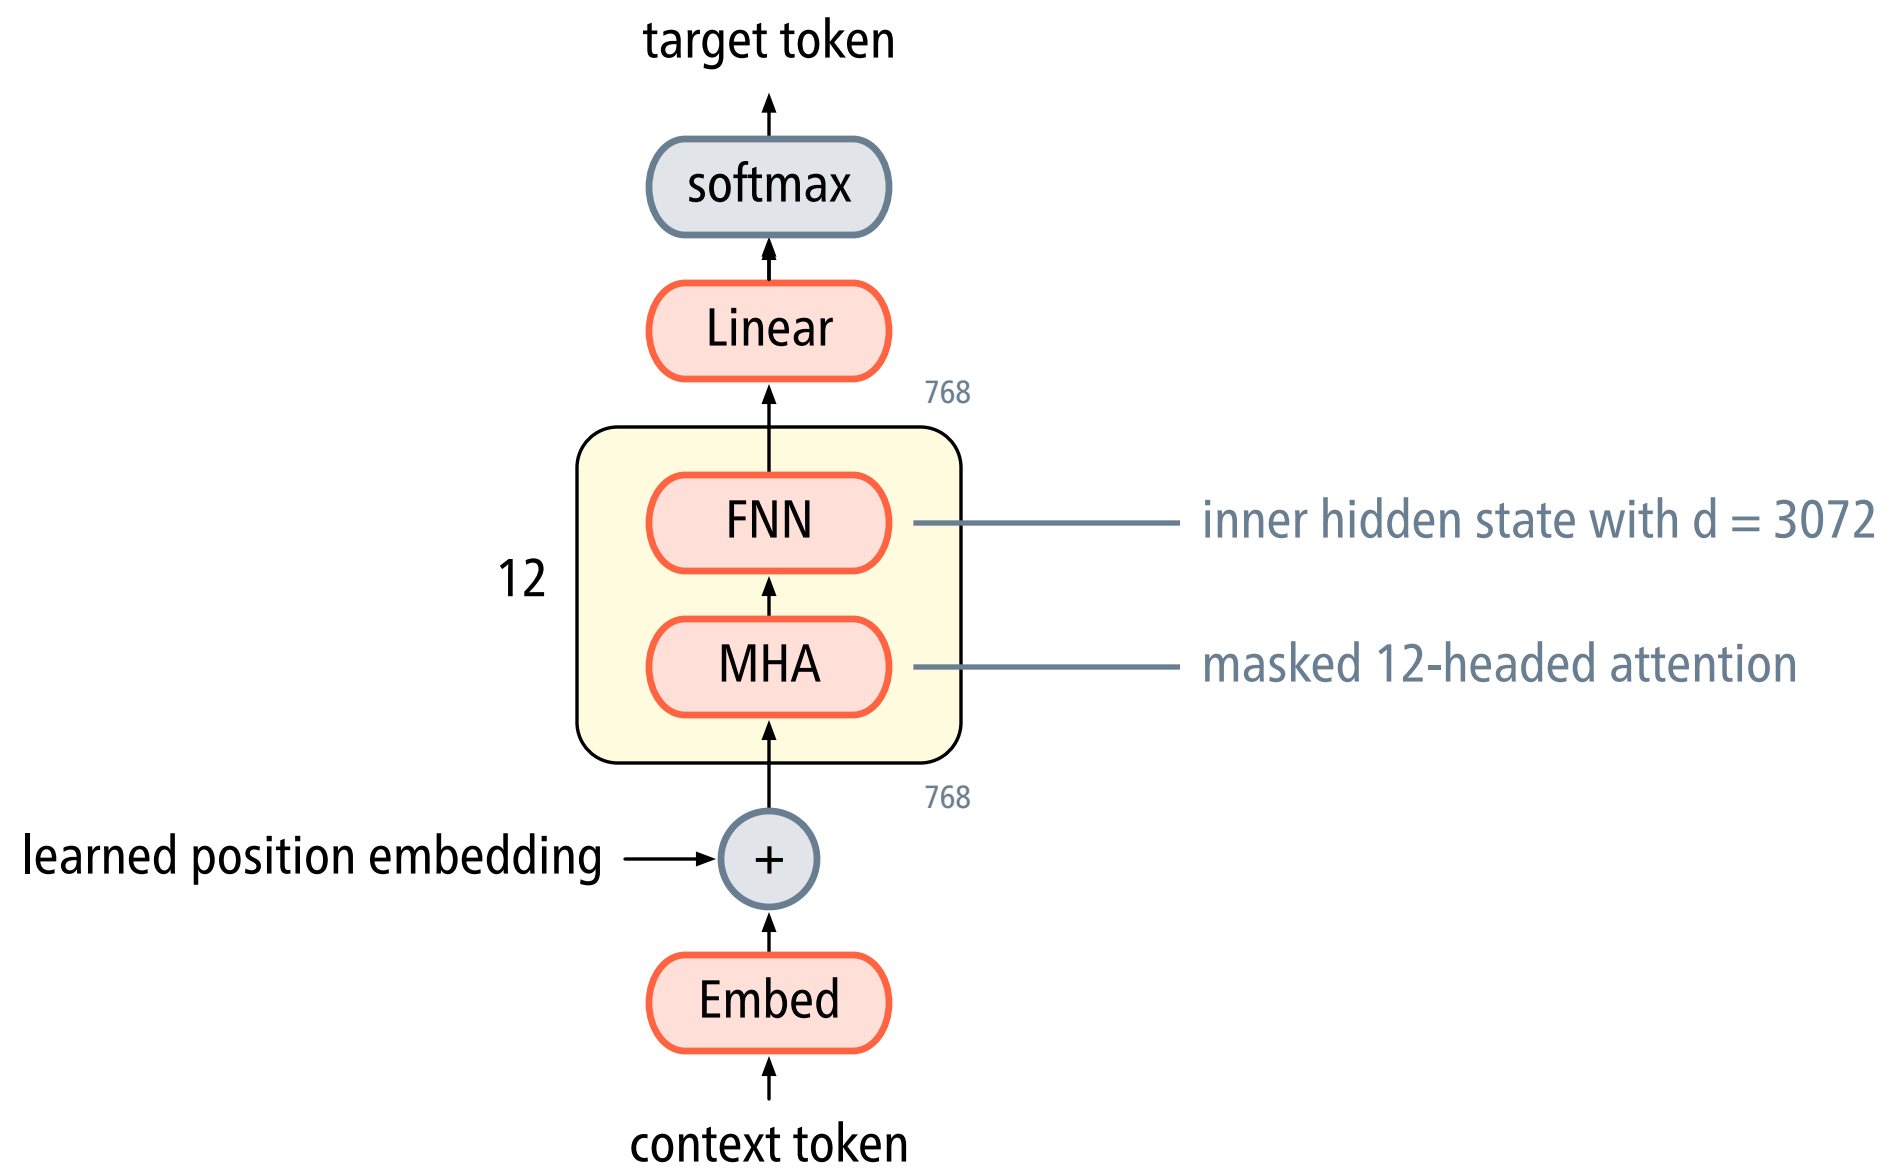 target token
softmax
Linear
768
FNN
inner hidden state with d = 3072
12
MHA
masked 12-headed attention
768
learned position embedding
+
Embed
context token